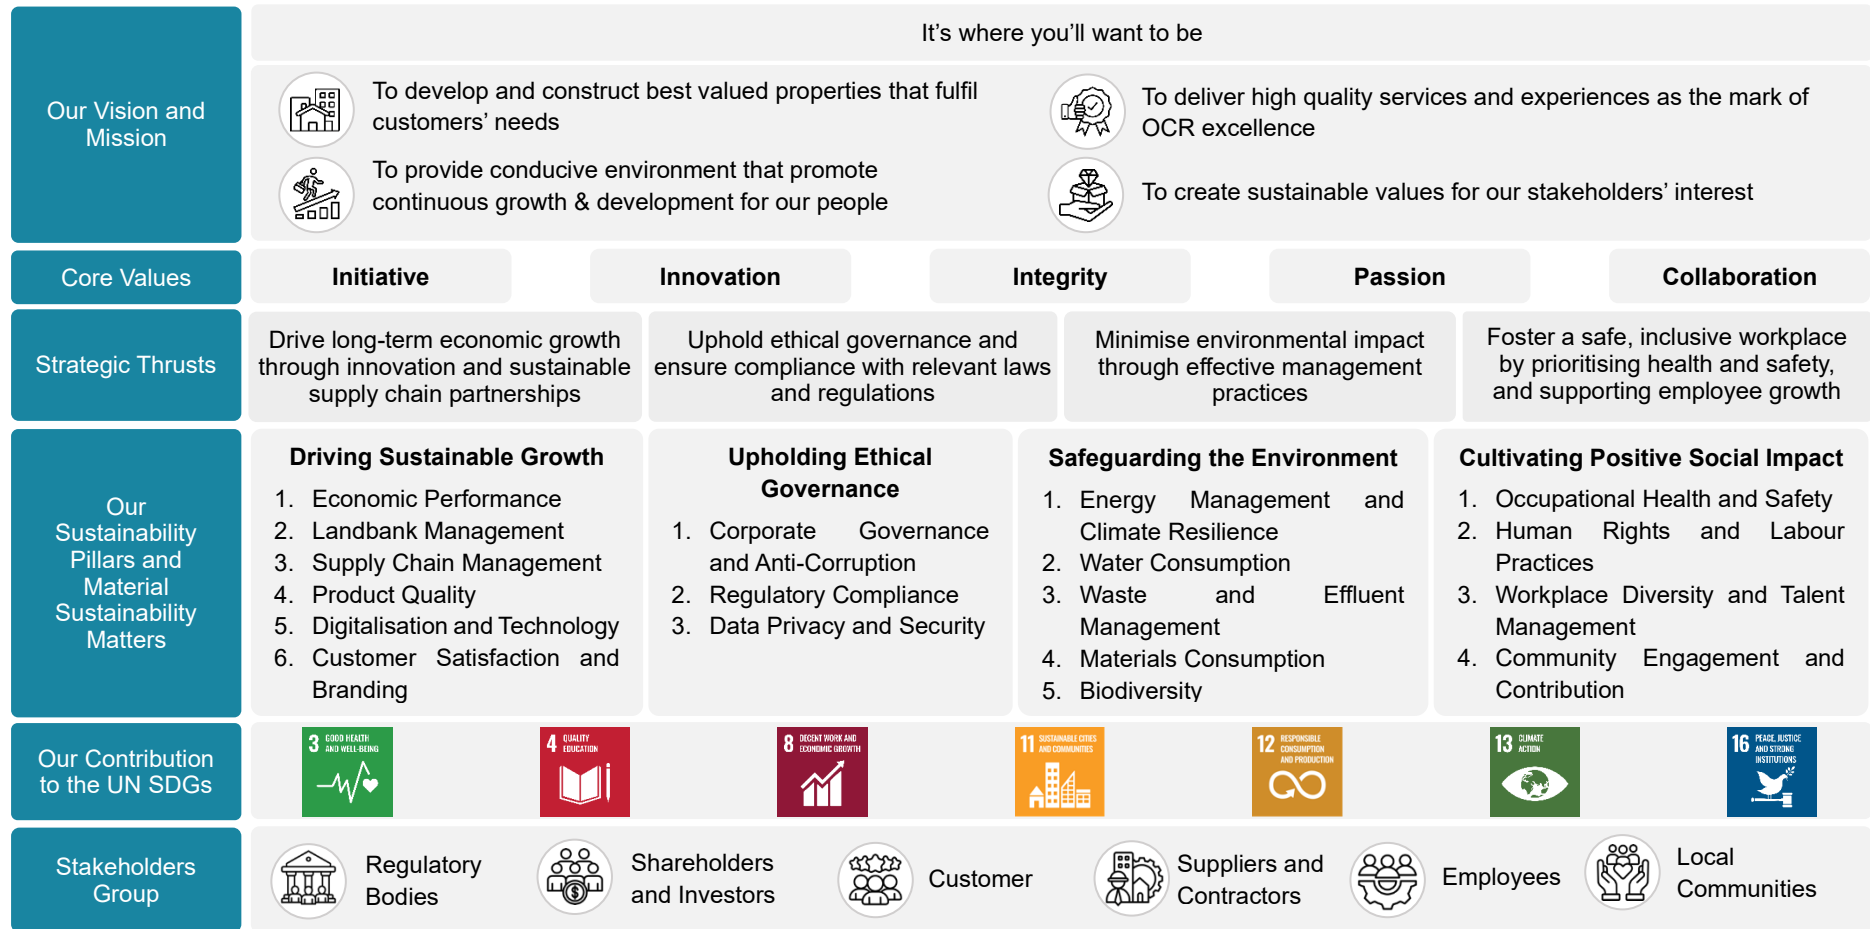 Our Vision and
Mission
It’s where you’ll want to be
To develop and construct best valued properties that fulfil
customers’ needs
To deliver high quality services and experiences as the mark of
OCR excellence
To provide conducive environment that promote
continuous growth & development for our people
To create sustainable values for our stakeholders’ interest
Core Values
Initiative
Innovation
Integrity
Passion
Collaboration
Strategic Thrusts
Drive long-term economic growth
through innovation and sustainable
supply chain partnerships
Uphold ethical governance and
ensure compliance with relevant laws
and regulations
Minimise environmental impact
through effective management
practices
Foster a safe, inclusive workplace
by prioritising health and safety,
and supporting employee growth
Our
Sustainability
Pillars and
Material
Sustainability
Matters
Driving Sustainable Growth
1. Economic Performance
2. Landbank Management
3. Supply Chain Management
4. Product Quality
5. Digitalisation and Technology
6. Customer Satisfaction and
Branding
Upholding Ethical
Governance
1. Corporate Governance
and Anti-Corruption
2. Regulatory Compliance
3. Data Privacy and Security
Safeguarding the Environment
1. Energy Management and
Climate Resilience
2. Water Consumption
3. Waste and Effluent
Management
4. Materials Consumption
5. Biodiversity
Cultivating Positive Social Impact
1. Occupational Health and Safety
2. Human Rights and Labour
Practices
3. Workplace Diversity and Talent
Management
4. Community Engagement and
Contribution
Our Contribution
to the UN SDGs
3 GOOD HEALTH
AND WELL-BEING
4 QUALITY
EDUCATION
8 DECENT WORK AND
ECONOMIC GROWTH
11 SUSTAINABLE CITIES
AND COMMUNITIES
12 RESPONSIBLE
CONSUMPTION
AND PRODUCTION
13 CLIMATE
ACTION
16 PEACE, JUSTICE
AND STRONG
INSTITUTIONS
Stakeholders
Group
Regulatory
Bodies
$
Shareholders
and Investors
Customer
Suppliers and
Contractors
Employees
Local
Communities